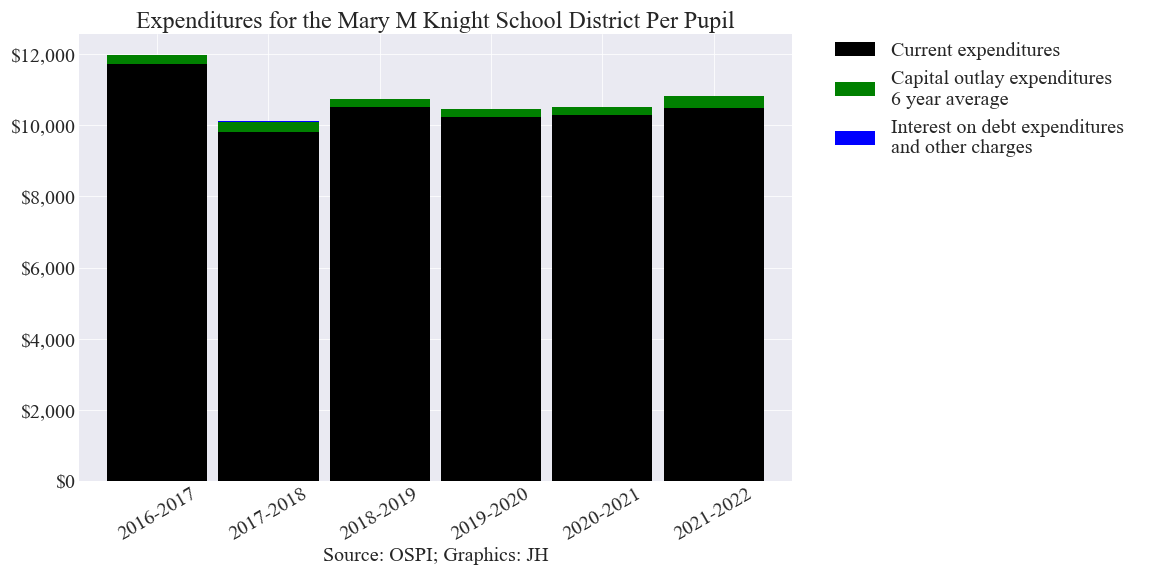 Expenditures for the Mary M Knight School District Per Pupil
$12,000
$10,000
$8,000
$6,000
$4,000
$2,000
$0
2016-2017
2017-2018
2018-2019
2019-2020
2020-2021
2021-2022
Source: OSPI; Graphics: JH
Current expenditures
Capital outlay expenditures
6 year average
Interest on debt expenditures
and other charges